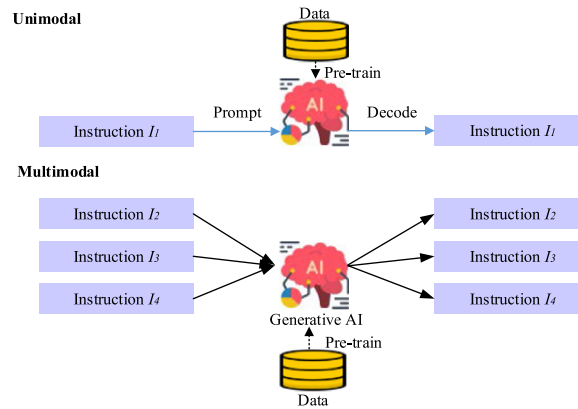 Unimodal
Data
Pre-train
AI
Prompt
Decode
Instruction I1
Instruction I1
Multimodal
Instruction I2
Instruction I2
Instruction I3
AI
Instruction I3
Instruction I4
Instruction I4
Generative AI
Pre-train
Data